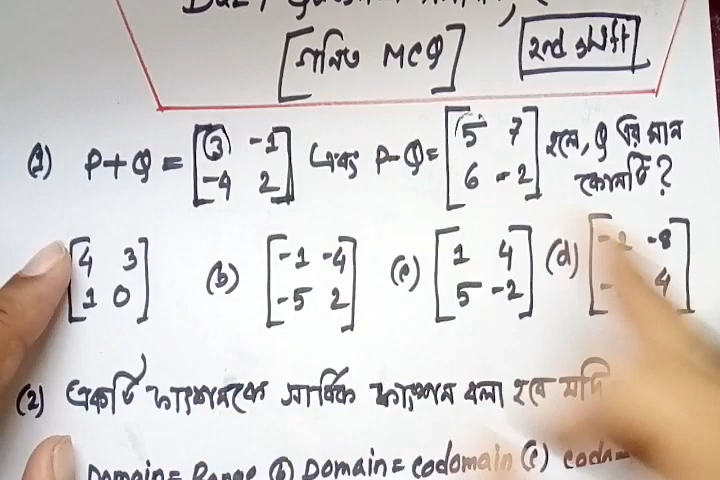 [গণিত MCQ] 2nd shift
(1) P+Q = [3 -1 -4 2] এবং P-Q = [5 7 6 -2] হলে, Q এর মান কোনটি?
[4 3 1 0] (b) [-1 -4 -5 2] (c) [1 4 5 -2] (d) [-2 -8 4]
(2) একটি ফাংশনকে সার্বিক ফাংশন বলা হবে যদি
Domain = Range (b) Domain = codomain (c)